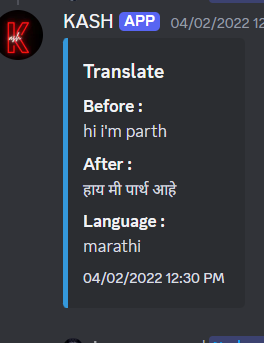 KASH APP 04/02/2022 12
Translate
Before :
hi i'm parth
After :
हाय मी पार्थ आहे
Language :
marathi
04/02/2022 12:30 PM